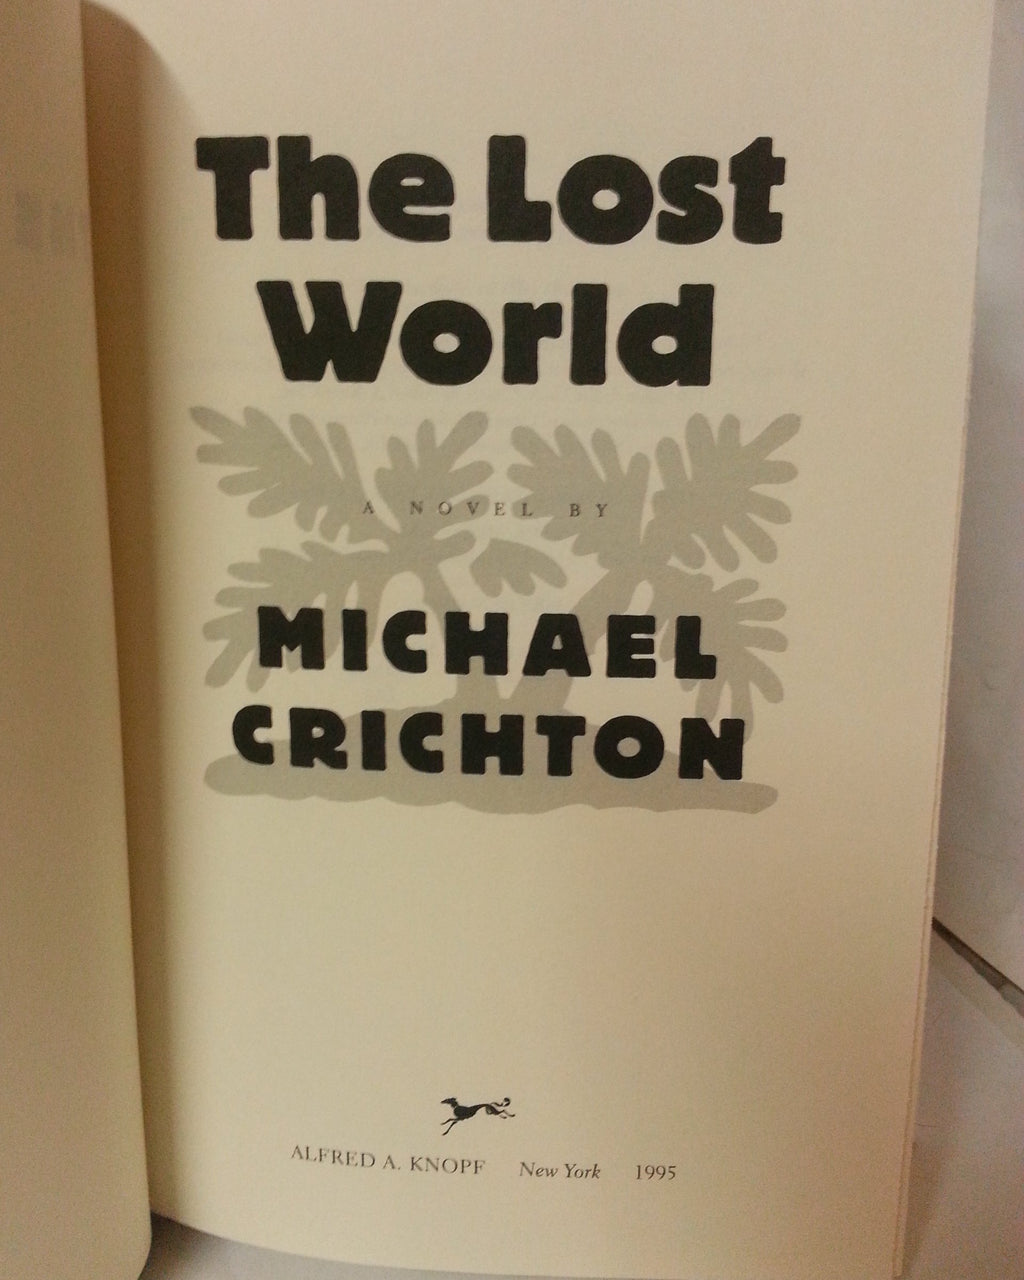 The Lost
World
A NOVEL BY
MICHAEL
CRICHTON
ALFRED A. KNOPF New York 1995